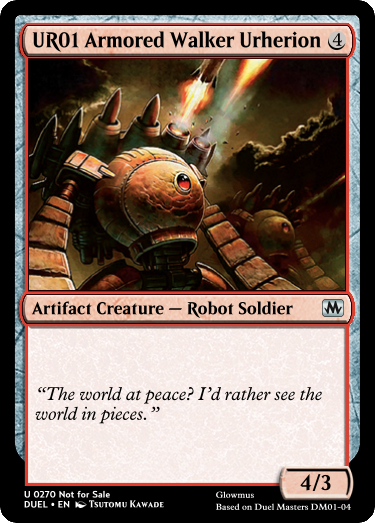 UR01 Armored Walker Urherion 4
Artifact Creature — Robot Soldier
“The world at peace? I’d rather see the
world in pieces.”
4/3
U 0270 Not for Sale
DUEL • EN Tsutomu Kawade
Glowmus
Based on Duel Masters DM01-04